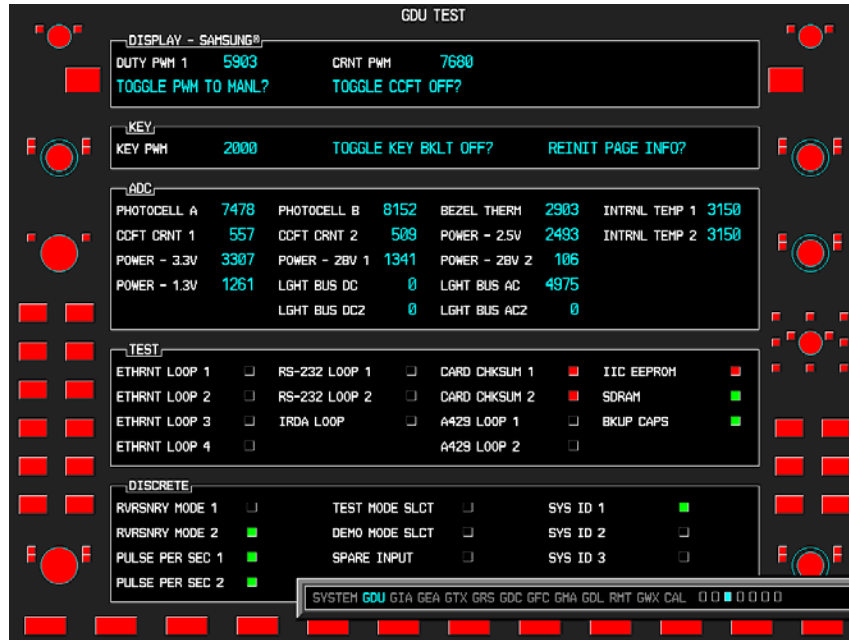 GDU TEST
DISPLAY - SAMSUNG®
DUTY PWM 1 5903 CRNT PWM 7680
TOGGLE PWM TO MANL? TOGGLE CCFT OFF?
KEY
KEY PWM 2000 TOGGLE KEY BKLT OFF? REINIT PAGE INFO?
ADC
PHOTOCELL A 7478 PHOTOCELL B 8152 BEZEL THERM 2903 INTRNL TEMP 1 3150
CCFT CRNT 1 557 CCFT CRNT 2 509 POWER - 2.5V 2493 INTRNL TEMP 2 3150
POWER - 3.3V 3307 POWER - 28V 1 1341 POWER - 28V 2 106
POWER - 1.3V 1261 LGHT BUS DC 0 LGHT BUS AC 4975
LGHT BUS DC2 0 LGHT BUS AC2 0
TEST
ETHRNT LOOP 1 RS-232 LOOP 1 CARD CHKSUM 1 IIC EEPROM
ETHRNT LOOP 2 RS-232 LOOP 2 CARD CHKSUM 2 SDRAM
ETHRNT LOOP 3 IRDA LOOP A429 LOOP 1 BKUP CAPS
ETHRNT LOOP 4 A429 LOOP 2
DISCRETE
RVRSNRY MODE 1 TEST MODE SLCT SYS ID 1
RVRSNRY MODE 2 DEMO MODE SLCT SYS ID 2
PULSE PER SEC 1 SPARE INPUT SYS ID 3
PULSE PER SEC 2
SYSTEM GDU GIA GEA GTX GRS GDC GFC GMA GDL RMT GWX CAL